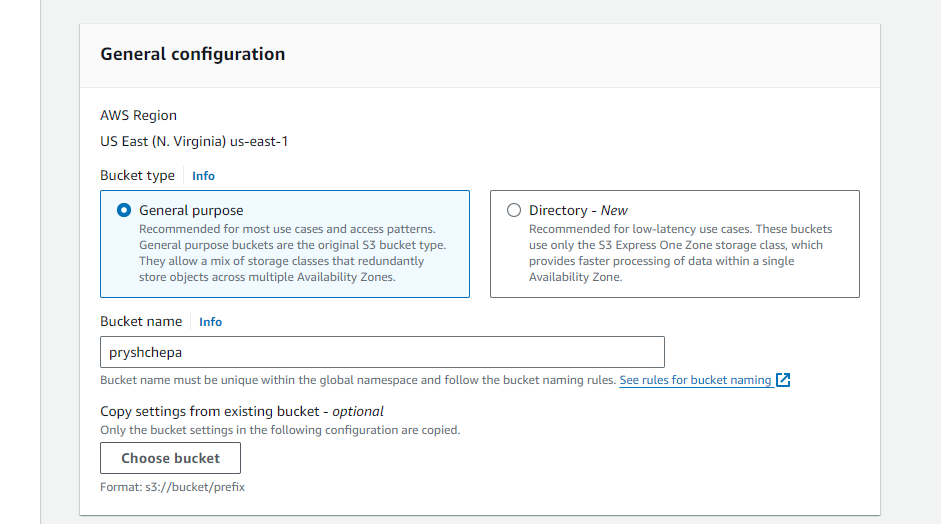 General configuration
AWS Region
US East (N. Virginia) us-east-1
Bucket type Info
General purpose
Recommended for most use cases and access patterns.
General purpose buckets are the original S3 bucket type.
They allow a mix of storage classes that redundantly
store objects across multiple Availability Zones.
Directory - New
Recommended for low-latency use cases. These buckets
use only the S3 Express One Zone storage class, which
provides faster processing of data within a single
Availability Zone.
Bucket name Info
pryshchepa
Bucket name must be unique within the global namespace and follow the bucket naming rules. See rules for bucket naming
Copy settings from existing bucket - optional
Only the bucket settings in the following configuration are copied.
Choose bucket
Format: s3://bucket/prefix